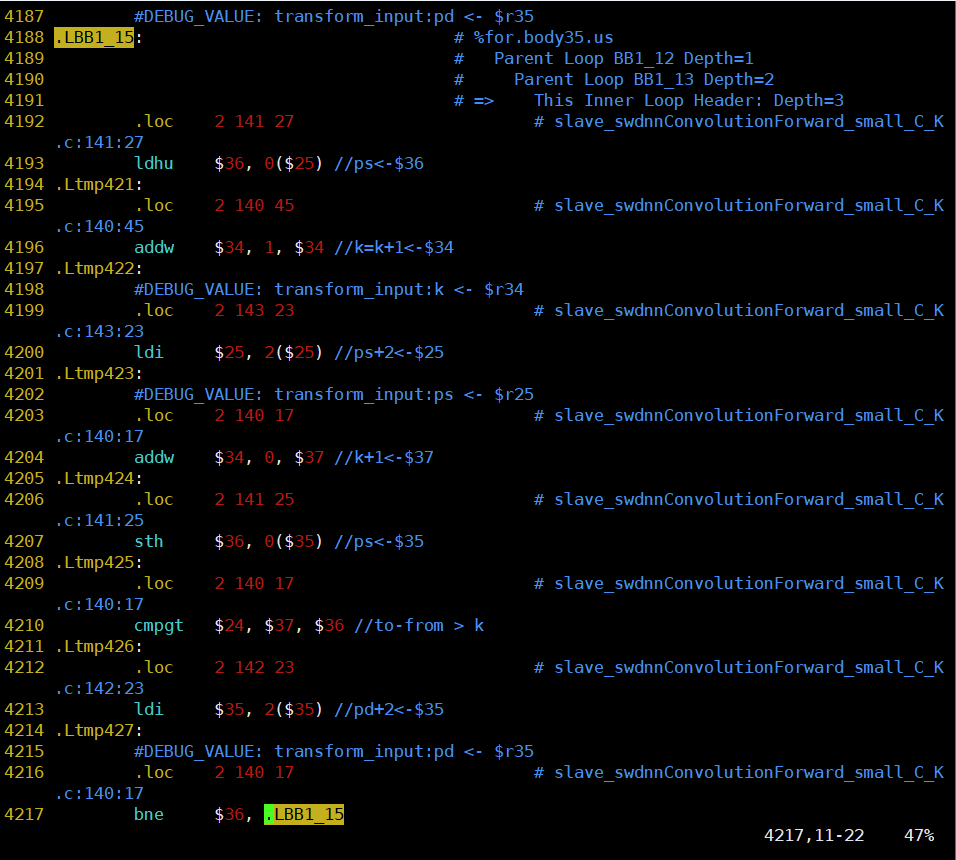 4187         #DEBUG_VALUE: transform_input:pd <- $r35
4188 .LBB1_15:                                # %for.body35.us
4189                                         #   Parent Loop BB1_12 Depth=1
4190                                         #     Parent Loop BB1_13 Depth=2
4191                                         # =>    This Inner Loop Header: Depth=3
4192         .loc    2 141 27                        # slave_swdnnConvolutionForward_small_C_K
     .c:141:27
4193         ldhu    $36, 0($25) //ps<-$36
4194 .Ltmp421:
4195         .loc    2 140 45                        # slave_swdnnConvolutionForward_small_C_K
     .c:140:45
4196         addw    $34, 1, $34 //k=k+1<-$34
4197 .Ltmp422:
4198         #DEBUG_VALUE: transform_input:k <- $r34
4199         .loc    2 143 23                        # slave_swdnnConvolutionForward_small_C_K
     .c:143:23
4200         ldi     $25, 2($25) //ps+2<-$25
4201 .Ltmp423:
4202         #DEBUG_VALUE: transform_input:ps <- $r25
4203         .loc    2 140 17                        # slave_swdnnConvolutionForward_small_C_K
     .c:140:17
4204         addw    $34, 0, $37 //k+1<-$37
4205 .Ltmp424:
4206         .loc    2 141 25                        # slave_swdnnConvolutionForward_small_C_K
     .c:141:25
4207         sth     $36, 0($35) //ps<-$35
4208 .Ltmp425:
4209         .loc    2 140 17                        # slave_swdnnConvolutionForward_small_C_K
     .c:140:17
4210         cmpgt   $24, $37, $36 //to-from > k
4211 .Ltmp426:
4212         .loc    2 142 23                        # slave_swdnnConvolutionForward_small_C_K
     .c:142:23
4213         ldi     $35, 2($35) //pd+2<-$35
4214 .Ltmp427:
4215         #DEBUG_VALUE: transform_input:pd <- $r35
4216         .loc    2 140 17                        # slave_swdnnConvolutionForward_small_C_K
     .c:140:17
4217         bne     $36, .LBB1_15
4217,11-22    47%